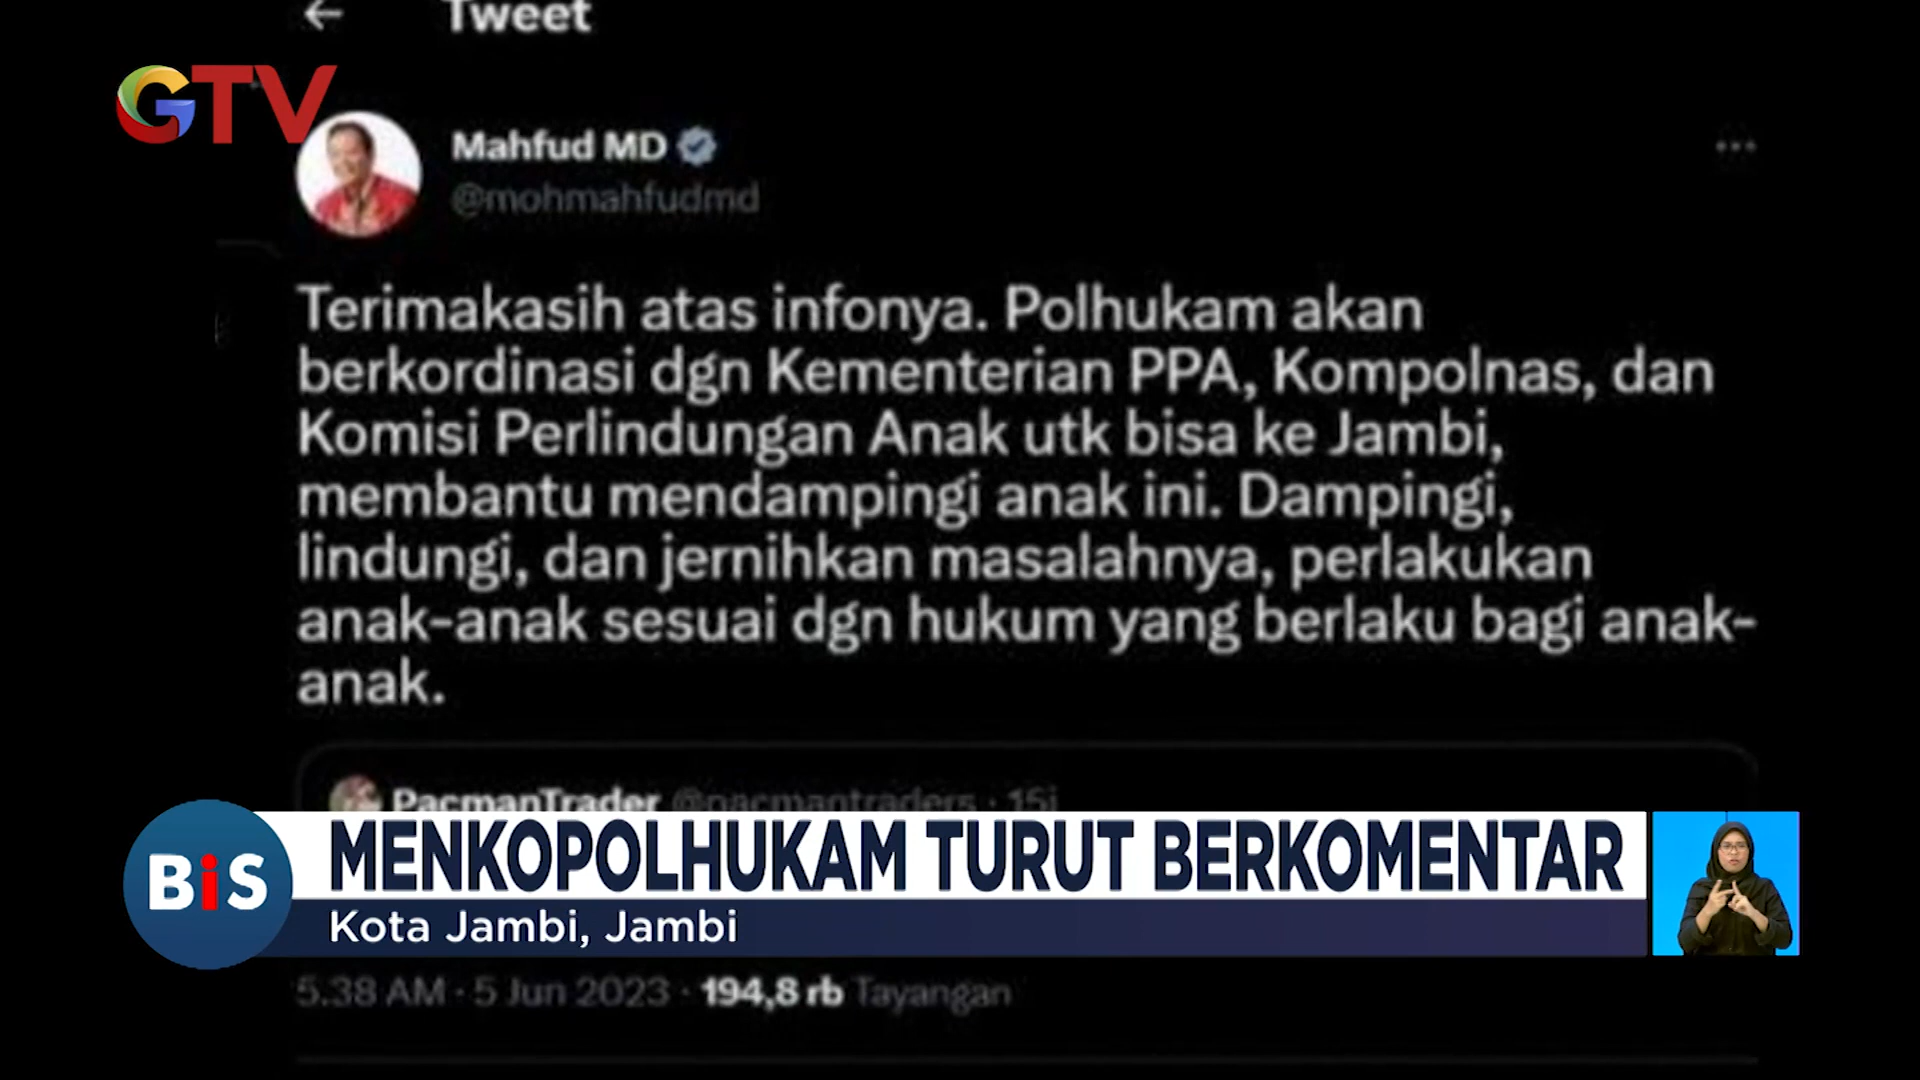 Tweet
GTV
Mahfud MD
@mohmahfudmd
Terimakasih atas infonya. Polhukam akan
berkordinasi dgn Kementerian PPA, Kompolnas, dan
Komisi Perlindungan Anak utk bisa ke Jambi,
membantu mendampingi anak ini. Dampingi,
lindungi, dan jernihkan masalahnya, perlakukan
anak-anak sesuai dgn hukum yang berlaku bagi anak-
anak.
PacmanTrader @pacmantraders · 15j
BiS
MENKOPOLHUKAM TURUT BERKOMENTAR
Kota Jambi, Jambi
5.38 AM · 5 Jun 2023 · 194,8 rb Tayangan